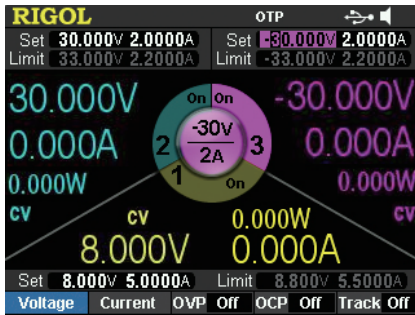 RIGOL OTP
Set 30.000V 2.0000A Set -30.000V 2.0000A
Limit 33.000V 2.2000A Limit -33.000V 2.2000A
30.000V On On -30.000V
-30V
0.000A 2 2A 3 0.000A
0.000W 1 On 0.000W
CV CV 0.000W CV
8.000V 0.000A
Set 8.000V 5.0000A Limit 8.800V 5.5000A
Voltage Current OVP Off OCP Off Track Off